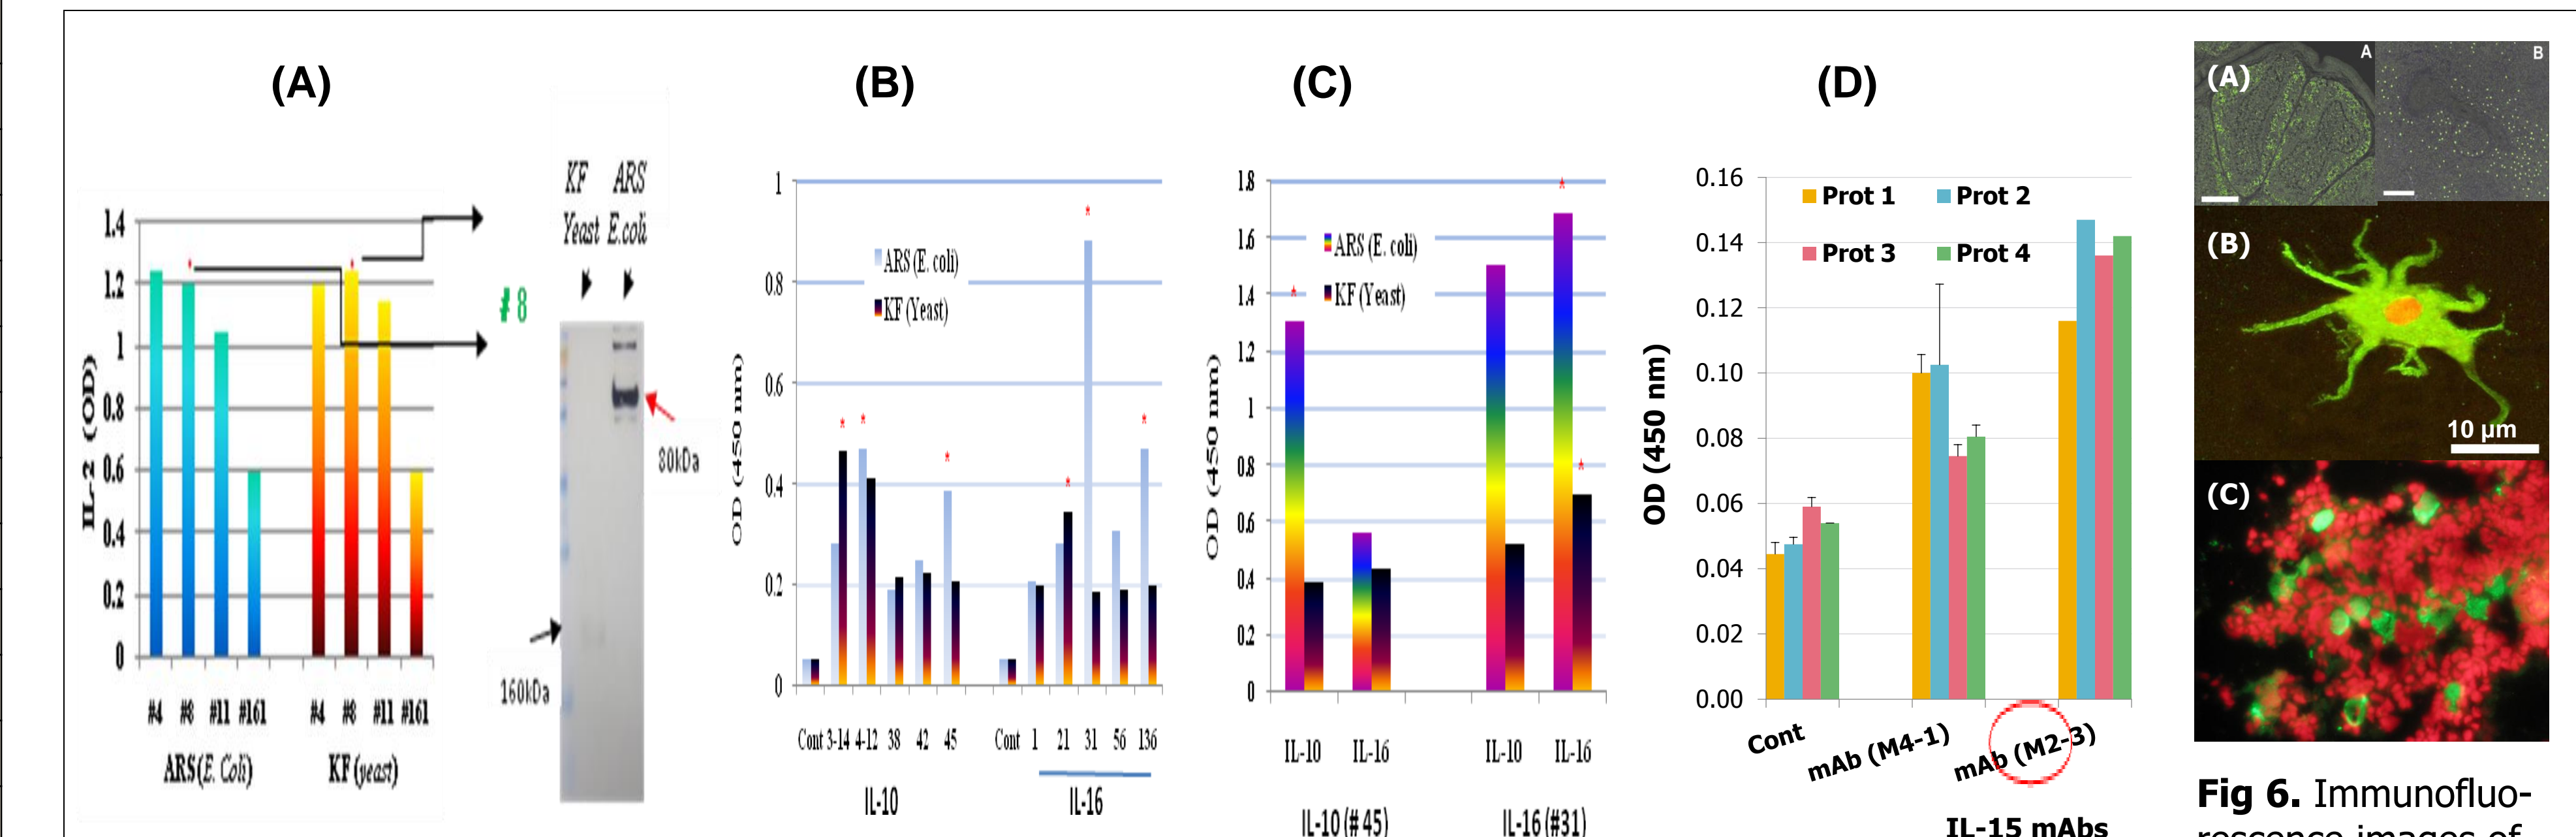 (A)
KF ARS
Yeast E.coli
1.4
1.2
1
0.8
0.6
0.4
0.2
0
IL-2 (OD)
#4 #8 #11 #161 #4 #8 #11 #161
ARS(E. Coli) KF (yeast)
# 8
80kDa
160kDa
(B)
1
0.8
0.6
0.4
0.2
0
OD (450 nm)
ARS (E. coli)
KF (Yeast)
Cont 3-14 4-12 38 42 45 Cont 1 21 31 56 136
IL-10 IL-16
(C)
1.8
1.6
1.4
1.2
1
0.8
0.6
0.4
0.2
0
OD (450 nm)
ARS (E. coli)
KF (Yeast)
IL-10 IL-16 IL-10 IL-16
IL-10 (# 45) IL-16 (#31)
(D)
0.16
0.14
0.12
0.10
0.08
0.06
0.04
0.02
0.00
OD (450 nm)
Prot 1 Prot 2
Prot 3 Prot 4
Cont mAb (M4-1) mAb (M2-3)
IL-15 mAbs
(A) A B
(B)
10 µm
(C)
Fig 6. Immunofluo-
rescence images of